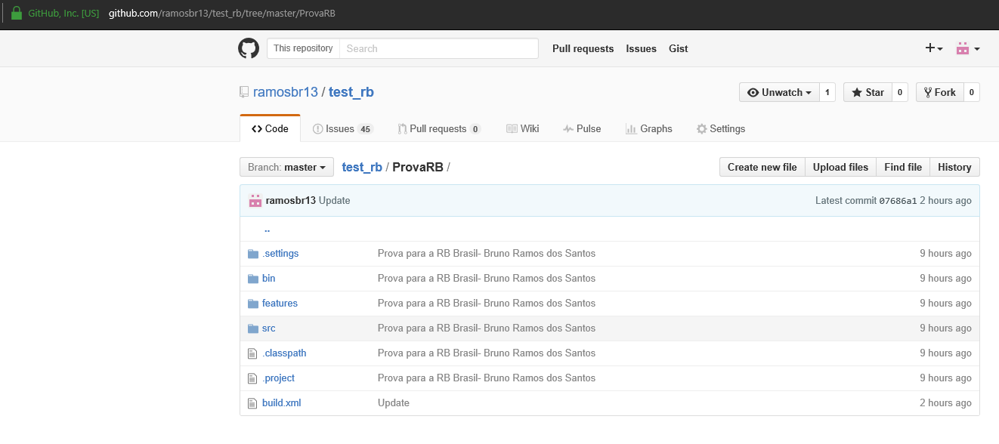 GitHub, Inc. [US] github.com/ramosbr13/test_rb/tree/master/ProvaRB
This repository Search Pull requests Issues Gist
ramosbr13 / test_rb Unwatch 1 Star 0 Fork 0
Code Issues 45 Pull requests 0 Wiki Pulse Graphs Settings
Branch: master test_rb / ProvaRB / Create new file Upload files Find file History
ramosbr13 Update Latest commit 07686a1 2 hours ago
..
.settings Prova para a RB Brasil- Bruno Ramos dos Santos 9 hours ago
bin Prova para a RB Brasil- Bruno Ramos dos Santos 9 hours ago
features Prova para a RB Brasil- Bruno Ramos dos Santos 9 hours ago
src Prova para a RB Brasil- Bruno Ramos dos Santos 9 hours ago
.classpath Prova para a RB Brasil- Bruno Ramos dos Santos 9 hours ago
.project Prova para a RB Brasil- Bruno Ramos dos Santos 9 hours ago
build.xml Update 2 hours ago